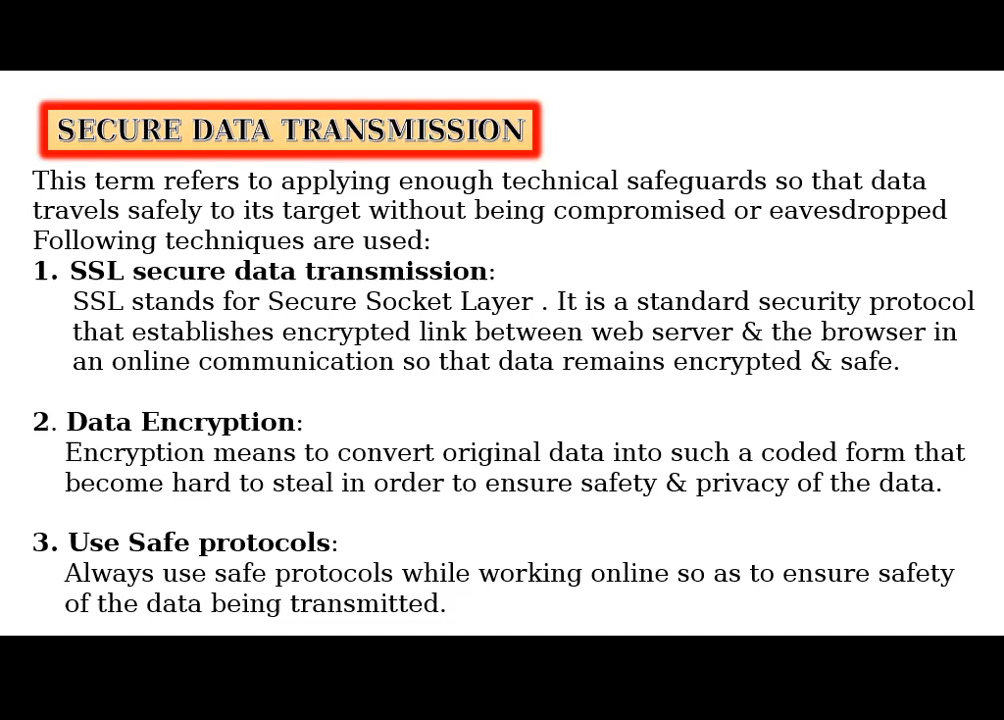 SECURE DATA TRANSMISSION
This term refers to applying enough technical safeguards so that data
travels safely to its target without being compromised or eavesdropped
Following techniques are used:
1. SSL secure data transmission:
SSL stands for Secure Socket Layer . It is a standard security protocol
that establishes encrypted link between web server & the browser in
an online communication so that data remains encrypted & safe.
2. Data Encryption:
Encryption means to convert original data into such a coded form that
become hard to steal in order to ensure safety & privacy of the data.
3. Use Safe protocols:
Always use safe protocols while working online so as to ensure safety
of the data being transmitted.